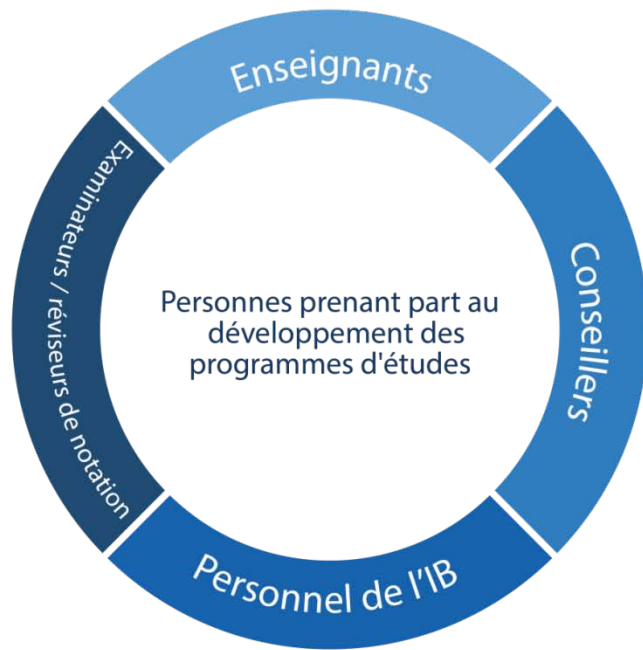 Enseignants
Conseillers
Personnel de l'IB
Examinateurs / réviseurs de notation
Personnes prenant part au
développement des
programmes d'études